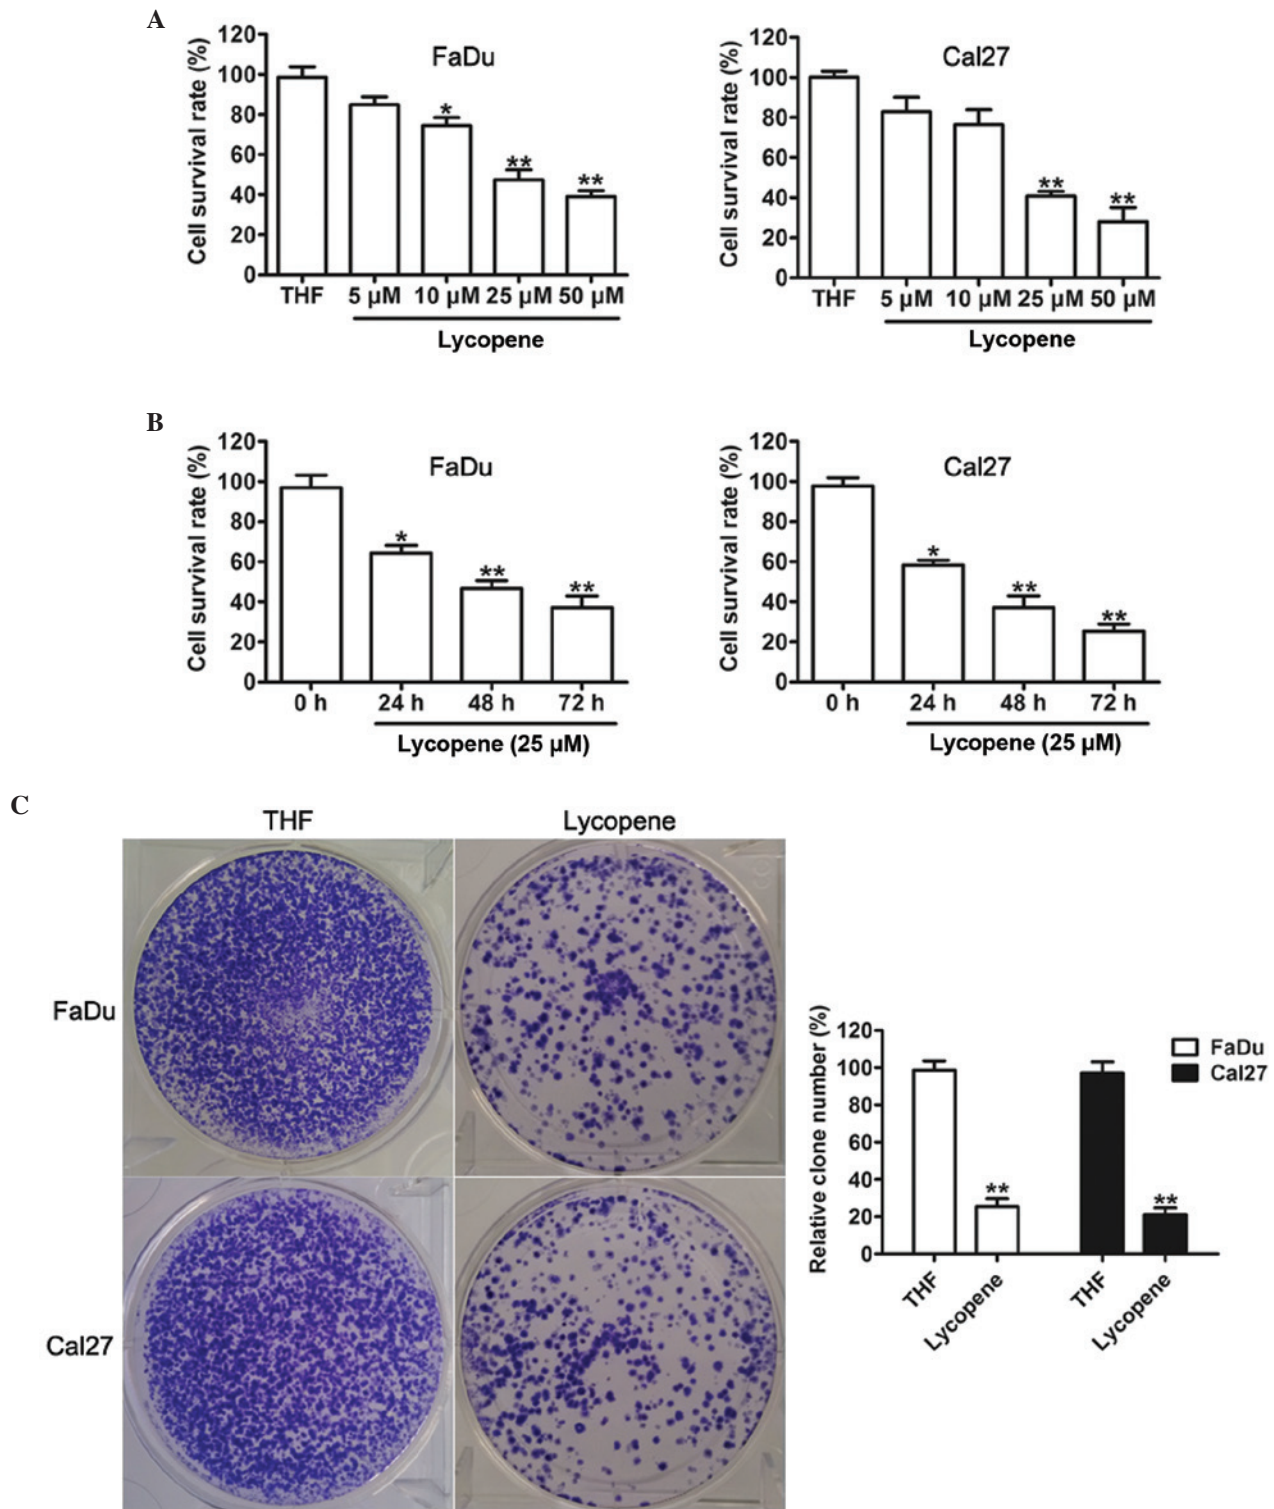 A
FaDu
Cell survival rate (%)
120
100
80
60
40
20
0
*
**
**
THF 5 µM 10 µM 25 µM 50 µM
Lycopene
Cal27
Cell survival rate (%)
120
100
80
60
40
20
0
**
**
THF 5 µM 10 µM 25 µM 50 µM
Lycopene
B
FaDu
Cell survival rate (%)
120
100
80
60
40
20
0
*
**
**
0 h 24 h 48 h 72 h
Lycopene (25 µM)
Cal27
Cell survival rate (%)
120
100
80
60
40
20
0
*
**
**
0 h 24 h 48 h 72 h
Lycopene (25 µM)
C
THF Lycopene
FaDu
Cal27
Relative clone number (%)
120
100
80
60
40
20
0
**
**
FaDu
Cal27
THF
Lycopene
THF
Lycopene